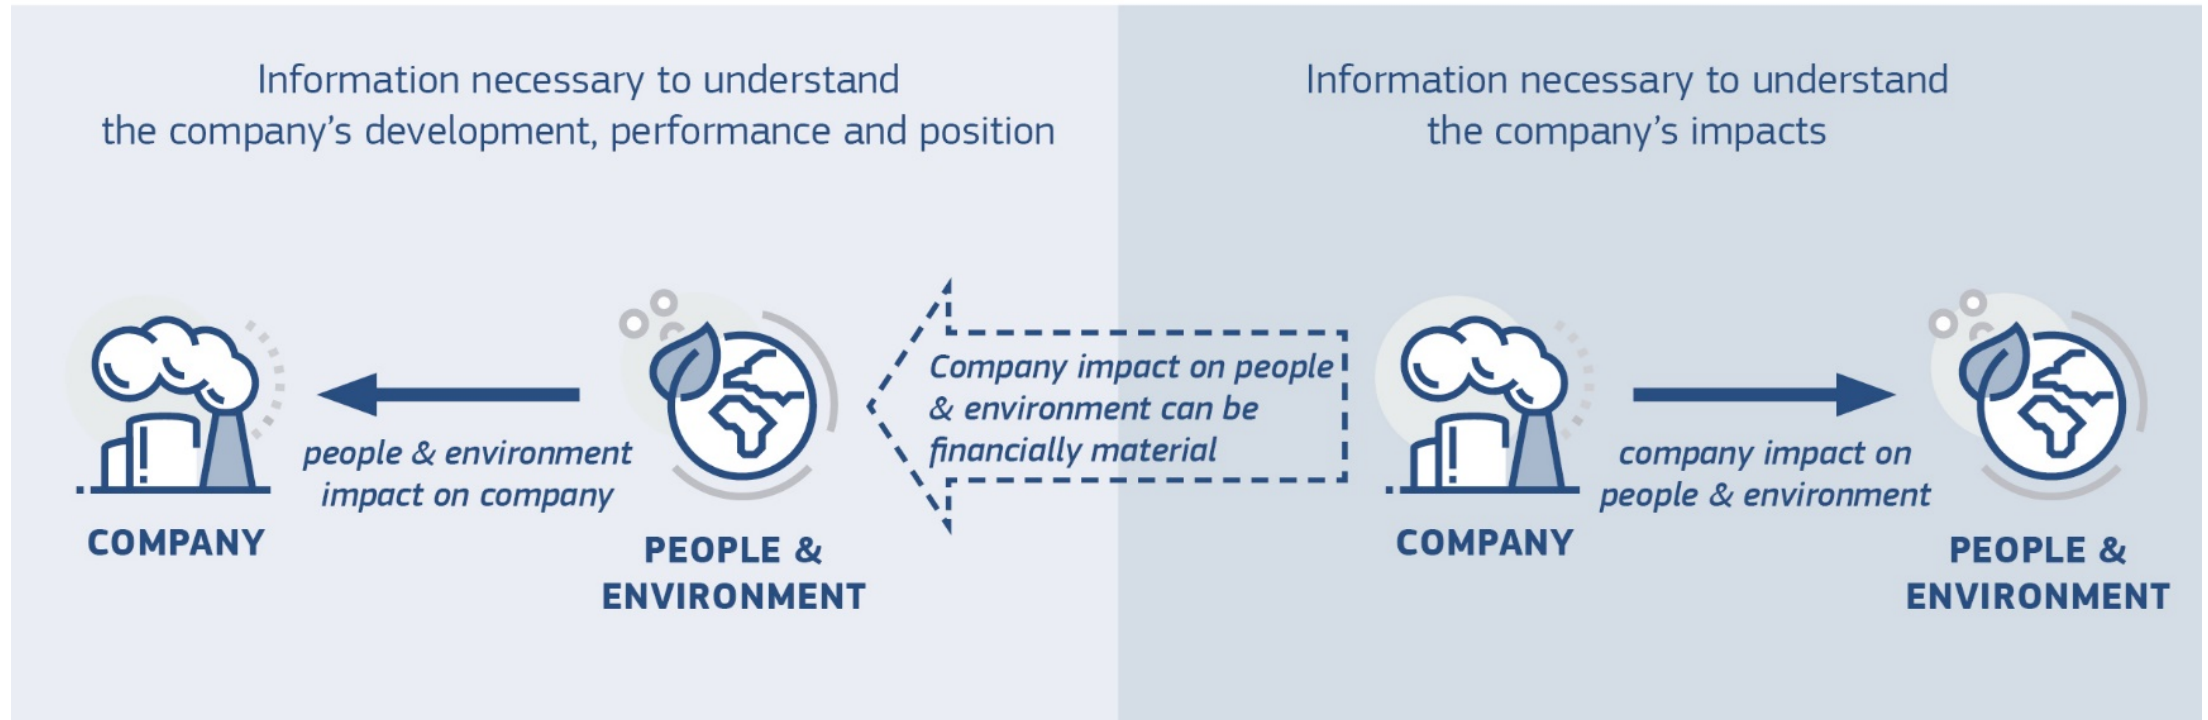 Information necessary to understand
the company's development, performance and position
people & environment
impact on company
COMPANY
PEOPLE &
ENVIRONMENT
Company impact on people
& environment can be
financially material
Information necessary to understand
the company's impacts
company impact on
people & environment
COMPANY
PEOPLE &
ENVIRONMENT